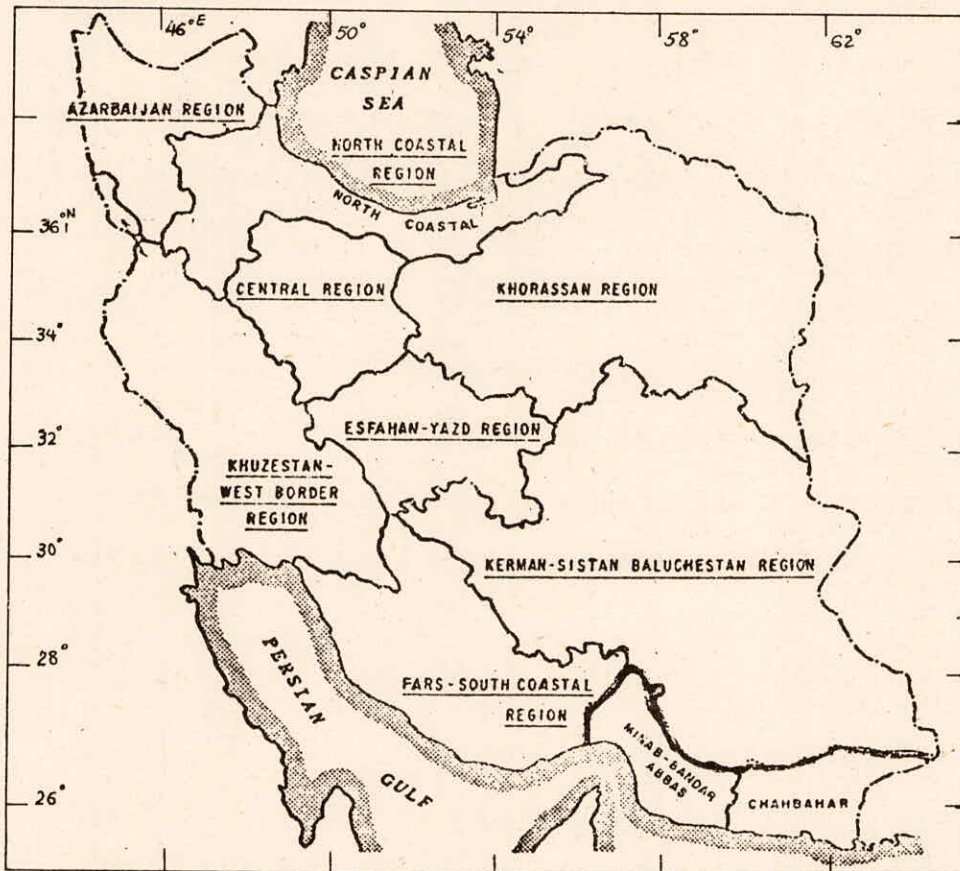 46°E
50°
54°
58°
62°
CASPIAN
SEA
AZARBAIJAN REGION
NORTH COASTAL
REGION
NORTH COASTAL
36°N
CENTRAL REGION
KHORASSAN REGION
34°
ESFAHAN-YAZD REGION
32°
KHUZESTAN-
WEST BORDER
REGION
30°
KERMAN-SISTAN BALUCHESTAN REGION
28°
PERSIAN
GULF
FARS-SOUTH COASTAL
REGION
MINAB-BANDAR
ABBAS
26°
CHAHBAHAR